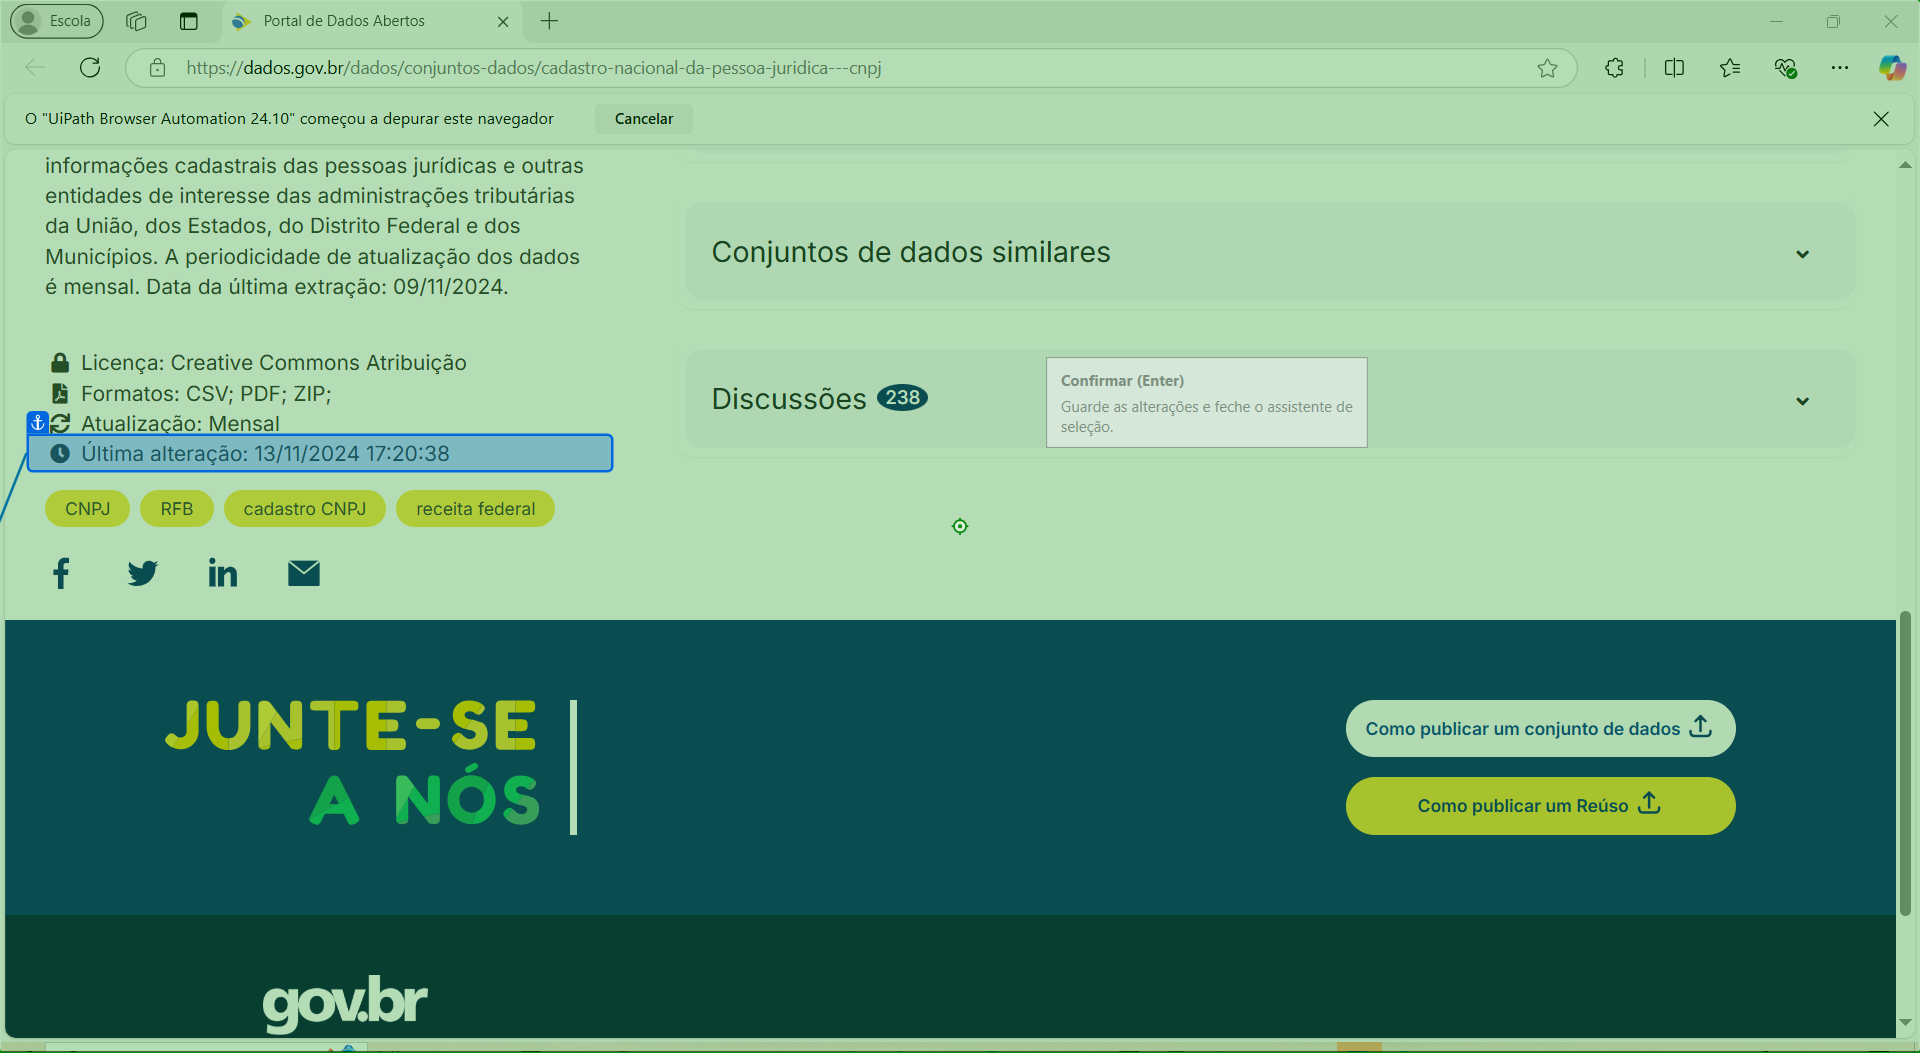 Escola
Portal de Dados Abertos
https://dados.gov.br/dados/conjuntos-dados/cadastro-nacional-da-pessoa-juridica---cnpj
O "UiPath Browser Automation 24.10" começou a depurar este navegador
Cancelar
informações cadastrais das pessoas jurídicas e outras
entidades de interesse das administrações tributárias
da União, dos Estados, do Distrito Federal e dos
Municípios. A periodicidade de atualização dos dados
é mensal. Data da última extração: 09/11/2024.
Licença: Creative Commons Atribuição
Formatos: CSV; PDF; ZIP;
Atualização: Mensal
Última alteração: 13/11/2024 17:20:38
CNPJ
RFB
cadastro CNPJ
receita federal
Conjuntos de dados similares
Discussões 238
Confirmar (Enter)
Guarde as alterações e feche o assistente de
seleção.
JUNTE-SE
A NÓS
Como publicar um conjunto de dados
Como publicar um Reúso
gov.br